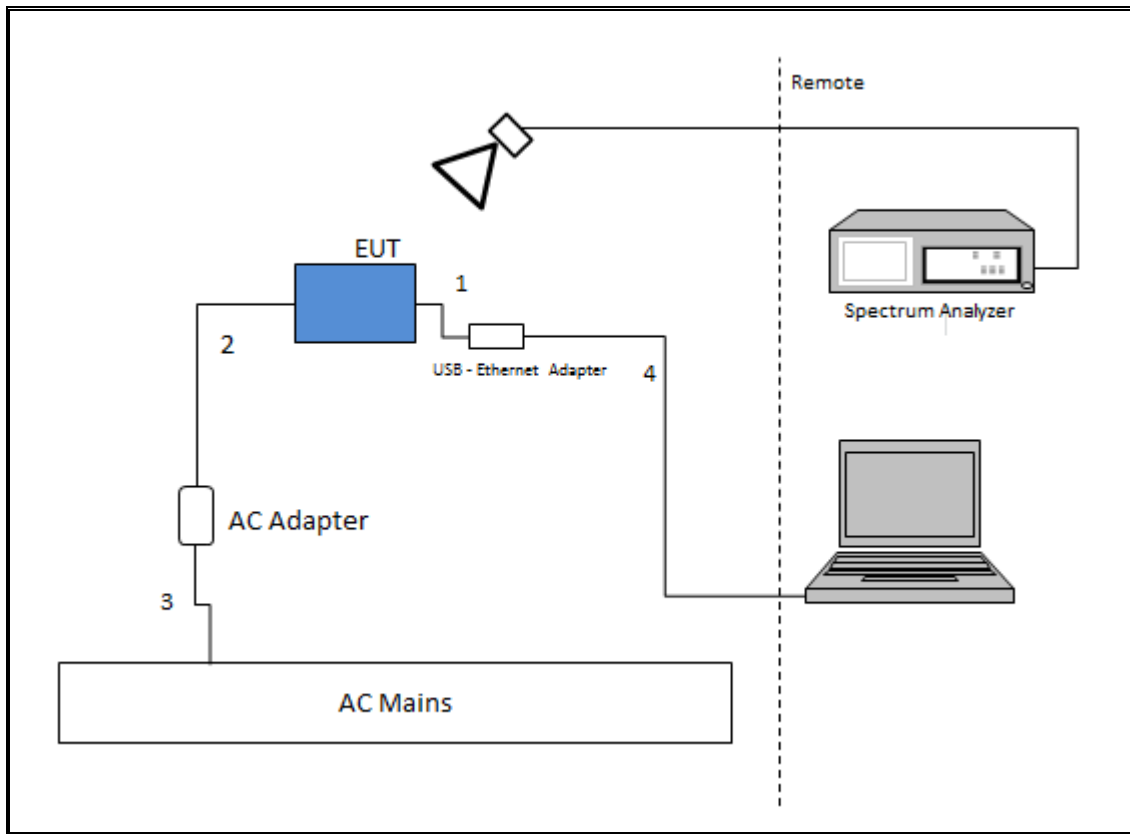 Remote
EUT
1
2
Spectrum Analyzer
USB - Ethernet Adapter
4
AC Adapter
3
AC Mains